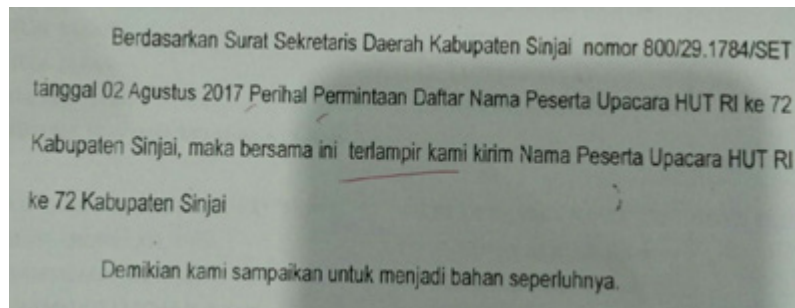 Berdasarkan Surat Sekretaris Daerah Kabupaten Sinjai nomor 800/29.1784/SET
tanggal 02 Agustus 2017 Perihal Permintaan Daftar Nama Peserta Upacara HUT RI ke 72
Kabupaten Sinjai, maka bersama ini terlampir kami kirim Nama Peserta Upacara HUT RI
ke 72 Kabupaten Sinjai
Demikian kami sampaikan untuk menjadi bahan seperluhnya.